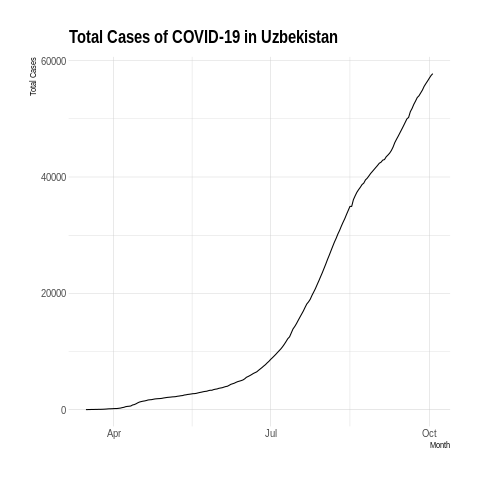 Total Cases of COVID-19 in Uzbekistan
Total Cases
60000
40000
20000
0
Apr
Jul
Oct
Month